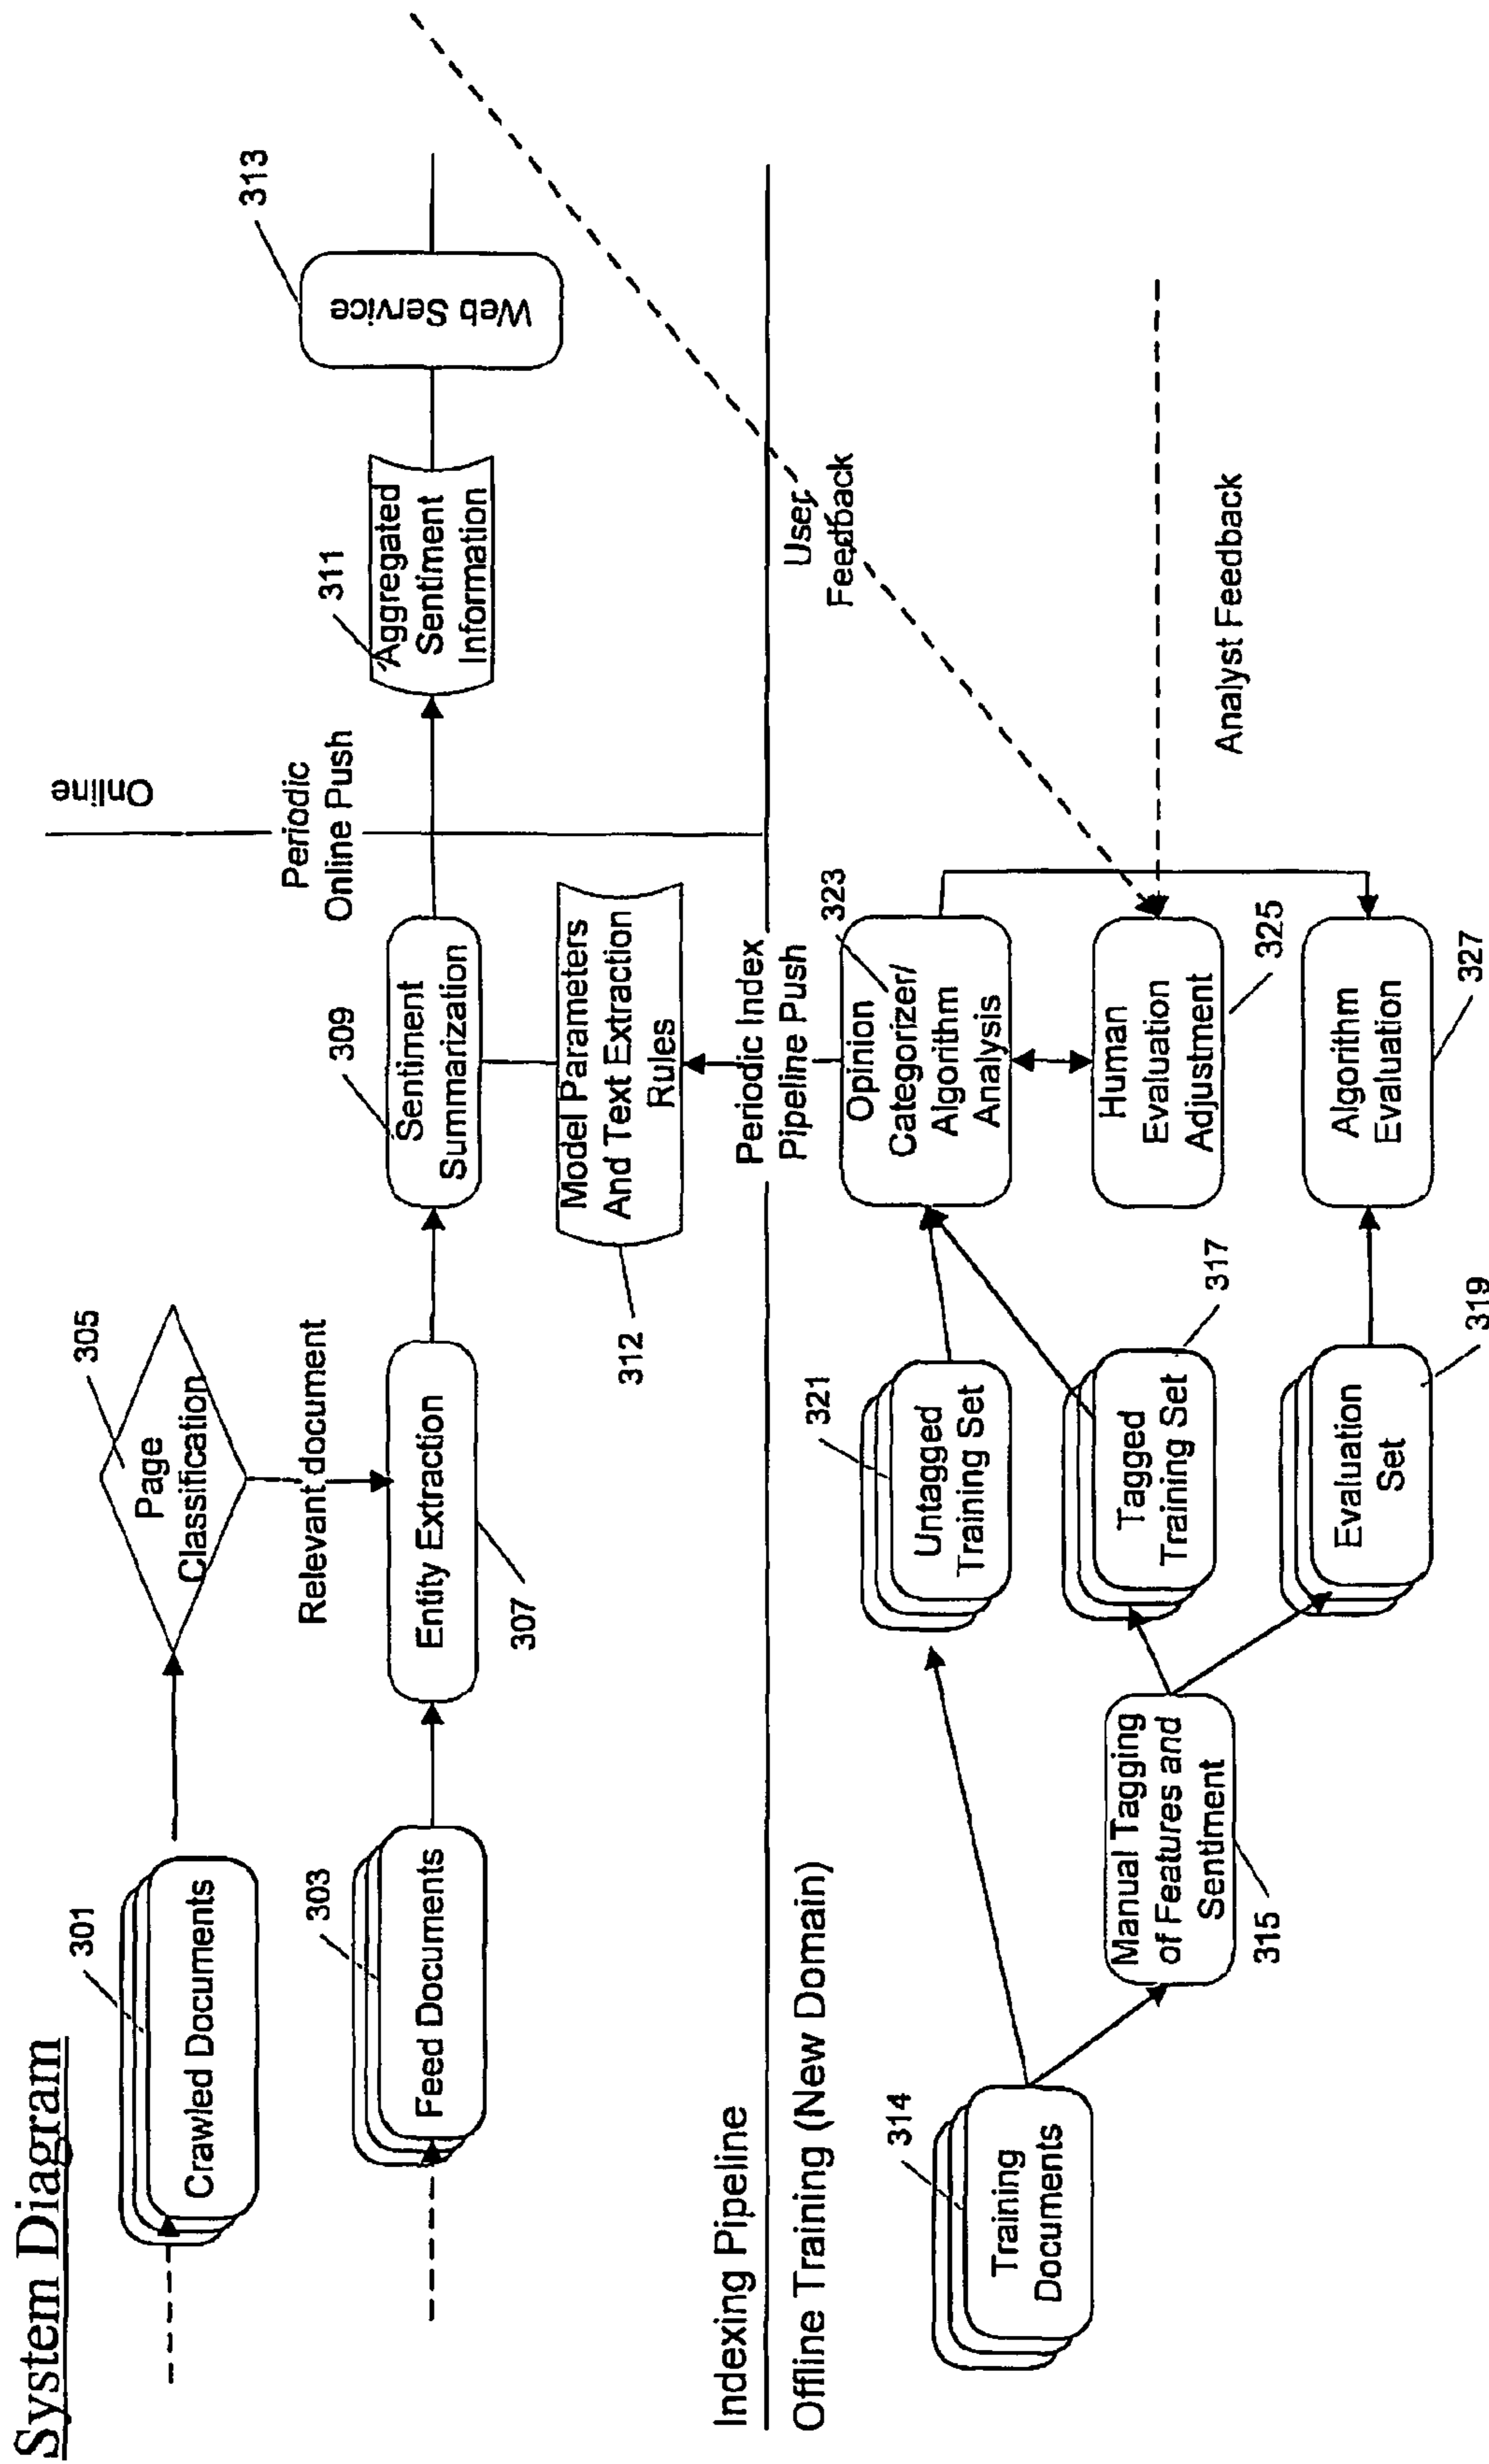 System Diagram
301
Crawled Documents
305
Page
Classification
Relevant document
303
Feed Documents
Entity Extraction
307
309
Sentiment
Summarization
Model Parameters
And Text Extraction
Rules
312
Periodic
Online Push
Online
311
Aggregated
Sentiment
Information
313
Web Service
Indexing Pipeline
Periodic Index
Pipeline Push
Offline Training (New Domain)
314
Training
Documents
Manual Tagging
of Features and
Sentiment
315
321
Untagged
Training Set
Tagged
Training Set
317
Evaluation
Set
319
323
Opinion
Categorizer/
Algorithm
Analysis
Human
Evaluation
Adjustment
325
Algorithm
Evaluation
327
User
Feedback
Analyst Feedback